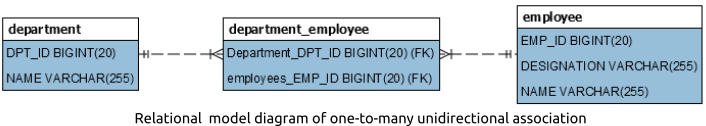 department
DPT_ID BIGINT(20)
NAME VARCHAR(255)
department_employee
Department_DPT_ID BIGINT(20) (FK)
employees_EMP_ID BIGINT(20) (FK)
employee
EMP_ID BIGINT(20)
DESIGNATION VARCHAR(255)
NAME VARCHAR(255)
Relational model diagram of one-to-many unidirectional association